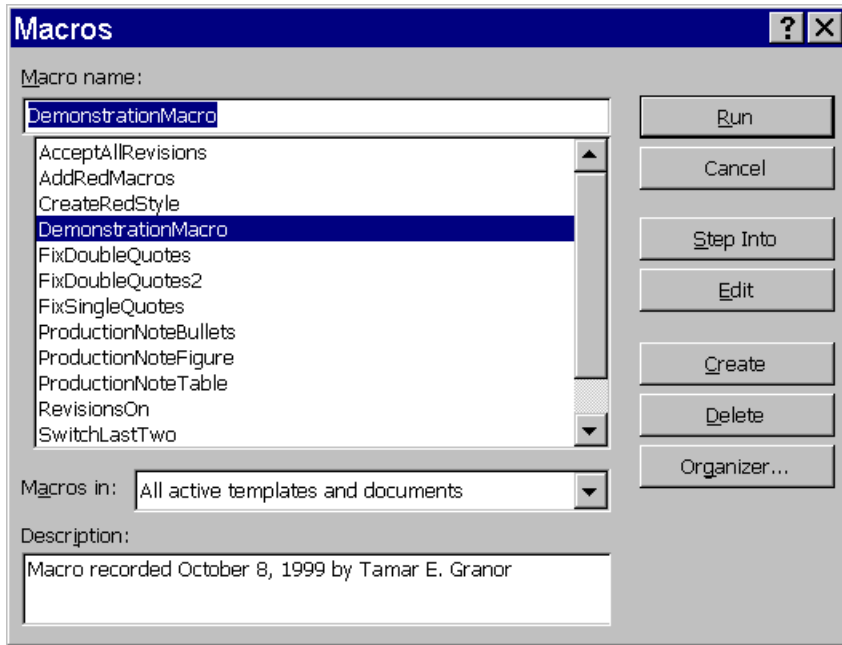 Macros
Macro name:
DemonstrationMacro
AcceptAllRevisions
AddRedMacros
CreateRedStyle
DemonstrationMacro
FixDoubleQuotes
FixDoubleQuotes2
FixSingleQuotes
ProductionNoteBullets
ProductionNoteFigure
ProductionNoteTable
RevisionsOn
SwitchLastTwo
Run
Cancel
Step Into
Edit
Create
Delete
Organizer...
Macros in: All active templates and documents
Description:
Macro recorded October 8, 1999 by Tamar E. Granor